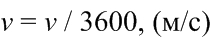 v = v / 3600, (м/с)